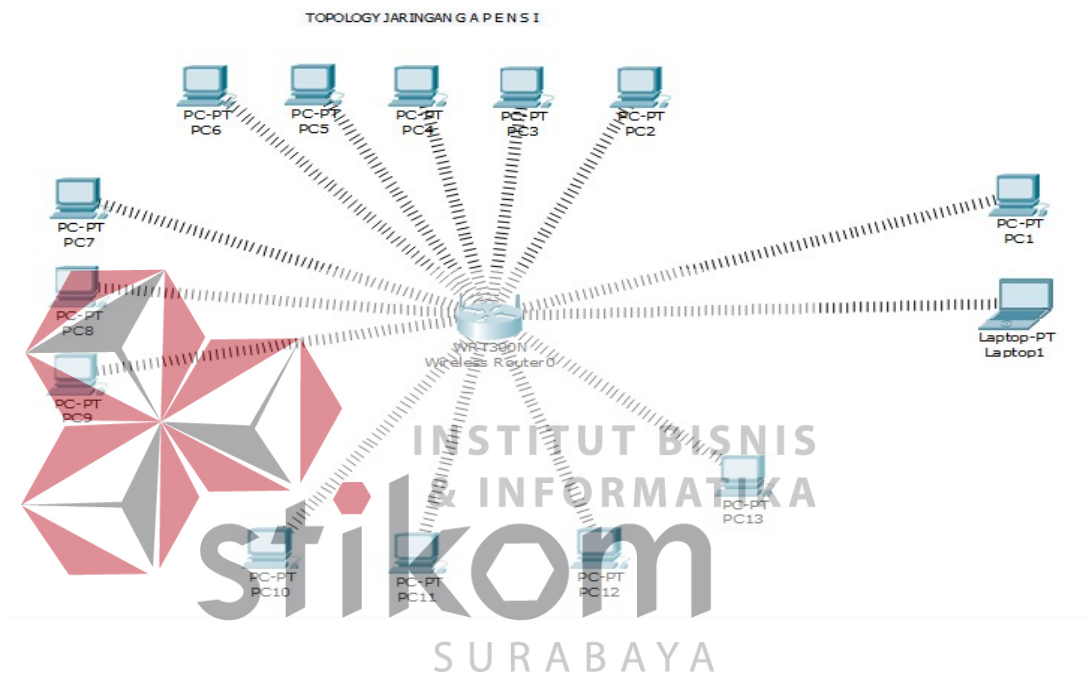 TOPOLOGY JARINGAN G A P E N S I
PC-PT
PC6
PC-PT
PC5
PC-PT
PC4
PC-PT
PC3
PC-PT
PC2
PC-PT
PC7
PC-PT
PC1
PC-PT
PC8
Laptop-PT
Laptop1
WRT300N
Wireless Router0
PC-PT
PC9
INSTITUT BISNIS
& INFORMATIKA
PC-PT
PC13
stikom
PC-PT
PC10
PC-PT
PC11
PC-PT
PC12
SURABAYA